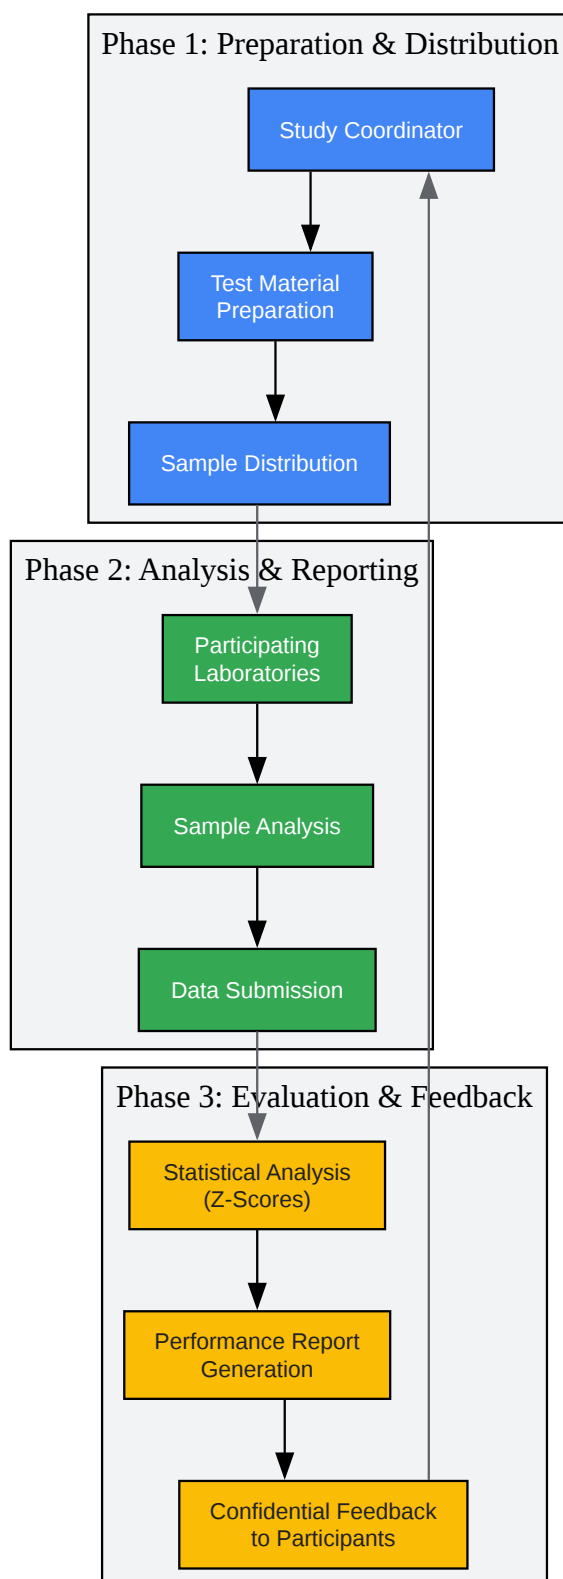 Phase 1: Preparation & Distribution
Study Coordinator
Test Material
Preparation
Sample Distribution
Phase 2: Analysis & Reporting
Participating
Laboratories
Sample Analysis
Data Submission
Phase 3: Evaluation & Feedback
Statistical Analysis
(Z-Scores)
Performance Report
Generation
Confidential Feedback
to Participants